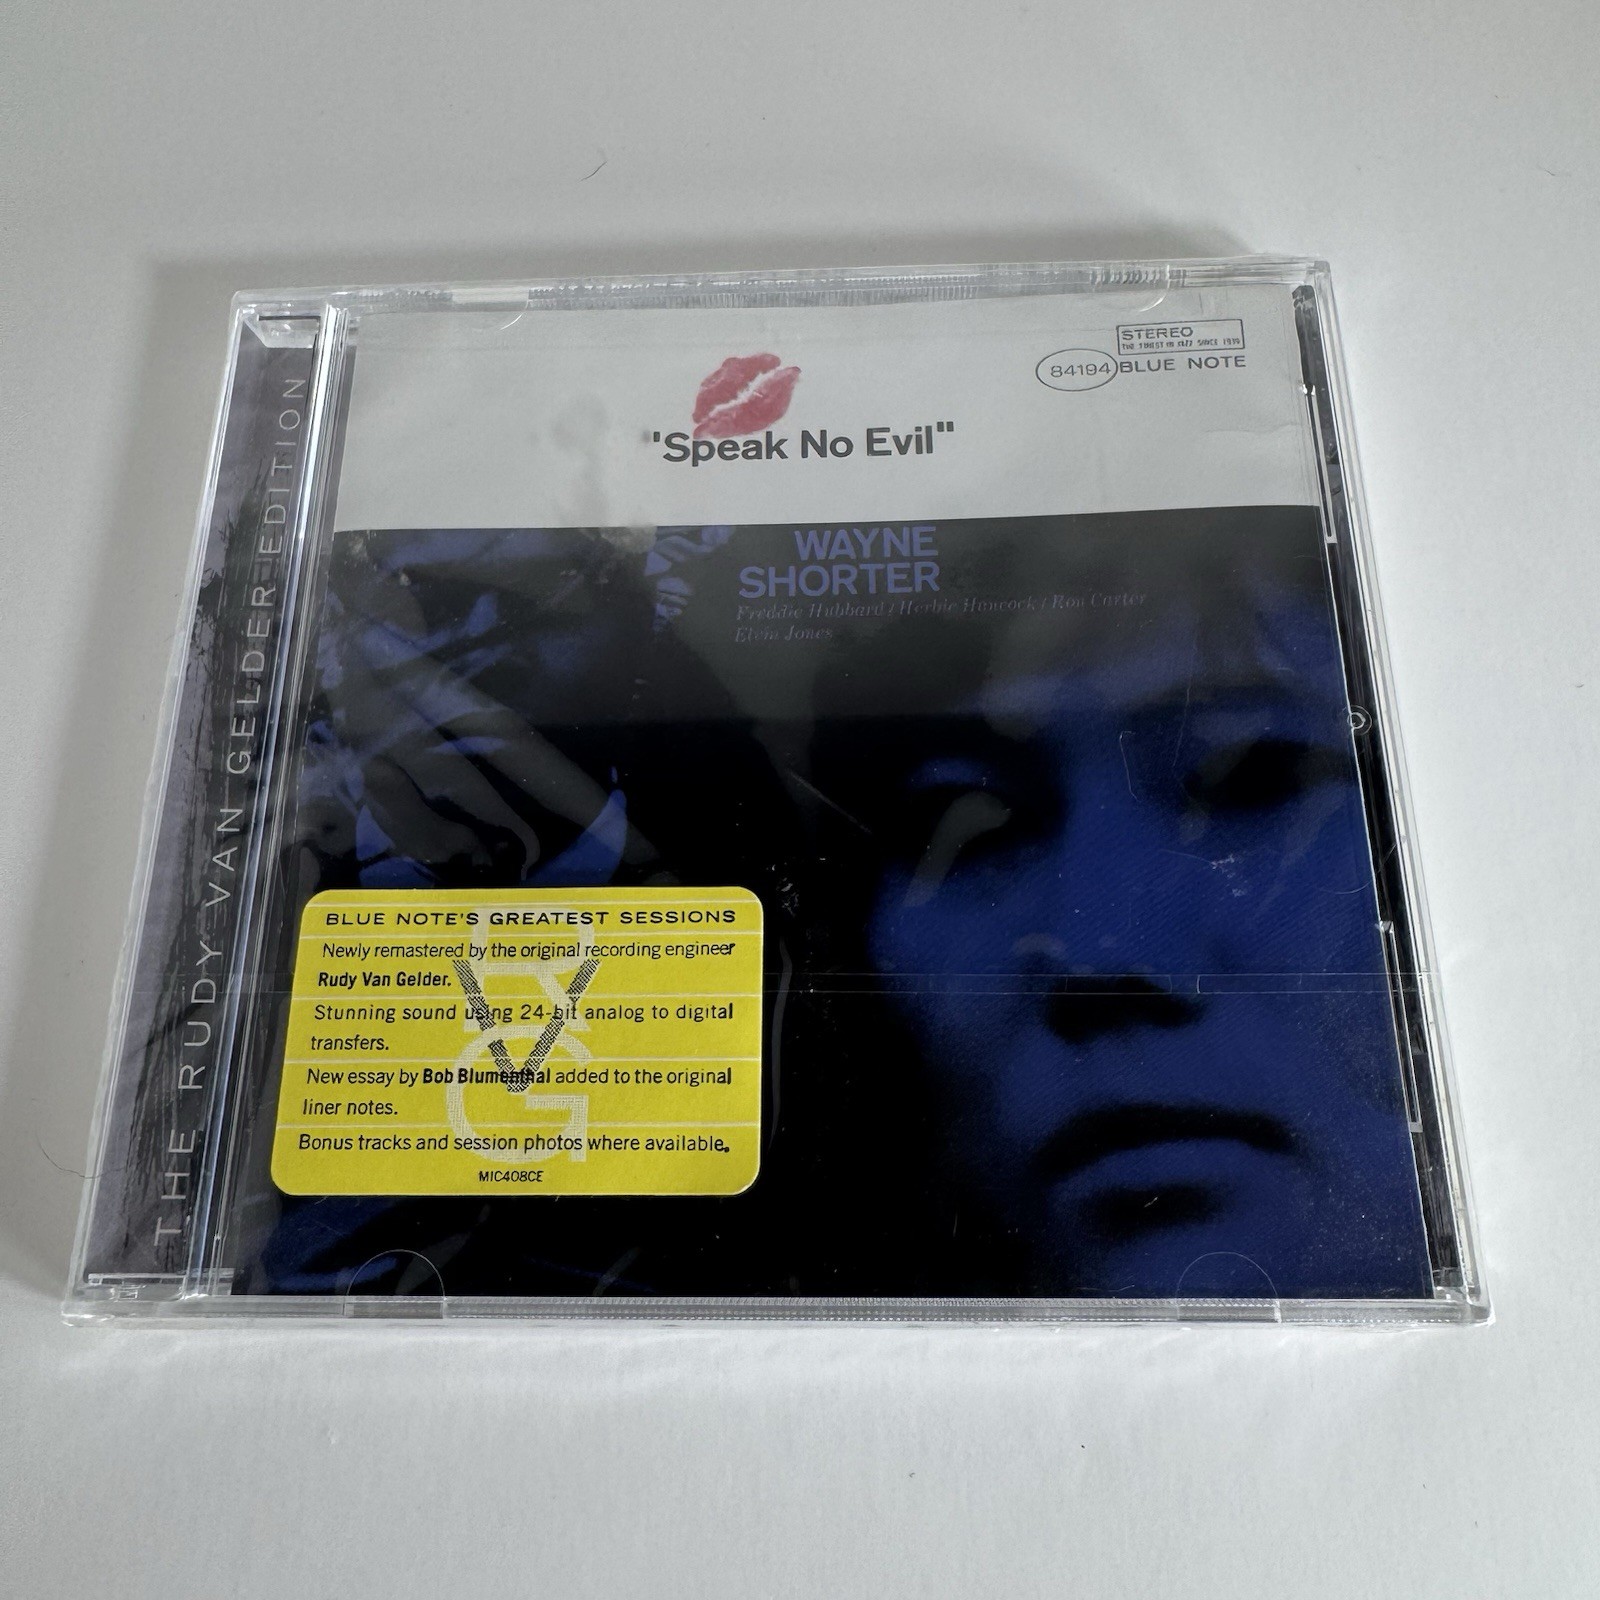 STEREO
THE FINEST IN JAZZ SINCE 1939
84194 BLUE NOTE
"Speak No Evil"
WAYNE
SHORTER
Freddie Hubbard / Herbie Hancock / Ron Carter
Elvin Jones
THE RUDY VAN GELDER EDITION
BLUE NOTE'S GREATEST SESSIONS
Newly remastered by the original recording engineer
Rudy Van Gelder.
Stunning sound using 24-bit analog to digital
transfers.
New essay by Bob Blumenthal added to the original
liner notes.
Bonus tracks and session photos where available.
MIC408CE
RVG